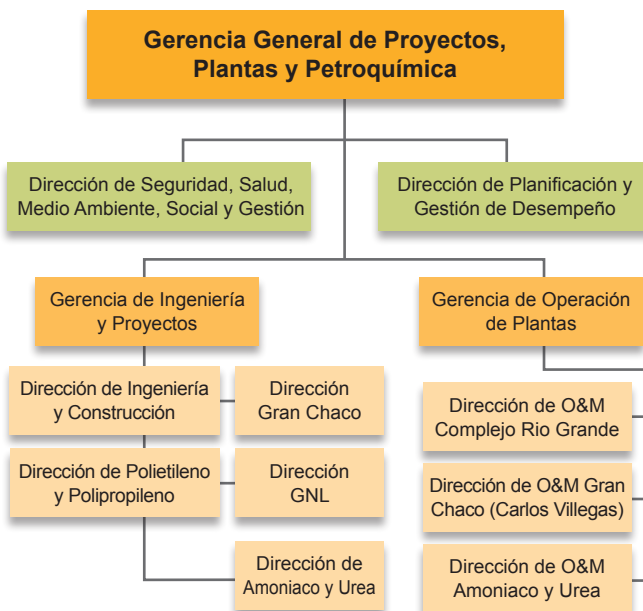 Gerencia General de Proyectos,
Plantas y Petroquímica
Dirección de Seguridad, Salud,
Medio Ambiente, Social y Gestión
Dirección de Planificación y
Gestión de Desempeño
Gerencia de Ingeniería
y Proyectos
Gerencia de Operación
de Plantas
Dirección de Ingeniería
y Construcción
Dirección
Gran Chaco
Dirección de Polietileno
y Polipropileno
Dirección
GNL
Dirección de
Amoniaco y Urea
Dirección de O&M
Complejo Rio Grande
Dirección de O&M Gran
Chaco (Carlos Villegas)
Dirección de O&M
Amoniaco y Urea